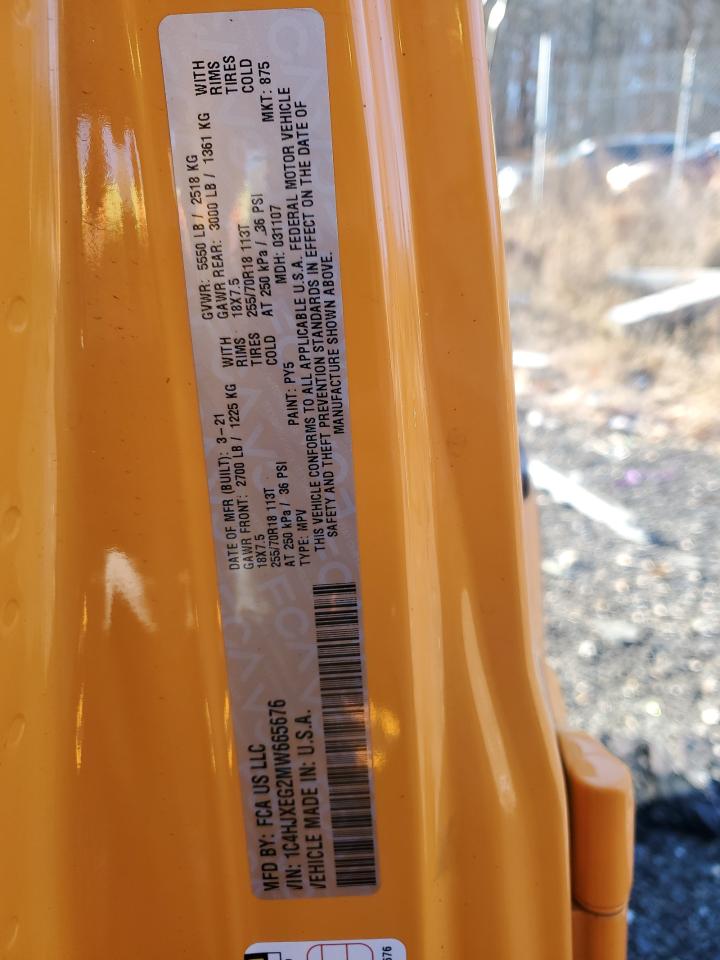 MFD BY: FCA US LLC
VIN: 1C4HJXEG2MW665676
VEHICLE MADE IN: U.S.A.
DATE OF MFR (BUILT): 3-21
GAWR FRONT: 2700 LB / 1225 KG WITH
18X7.5 RIMS
255/70R18 113T TIRES
AT 250 kPa / 36 PSI COLD
GVWR: 5550 LB / 2518 KG
GAWR REAR: 3000 LB / 1361 KG WITH
18X7.5 RIMS
255/70R18 113T TIRES
AT 250 kPa / 36 PSI COLD
TYPE: MPV PAINT: PY5 MDH: 031107 MKT: 875
THIS VEHICLE CONFORMS TO ALL APPLICABLE U.S.A. FEDERAL MOTOR VEHICLE
SAFETY AND THEFT PREVENTION STANDARDS IN EFFECT ON THE DATE OF
MANUFACTURE SHOWN ABOVE.